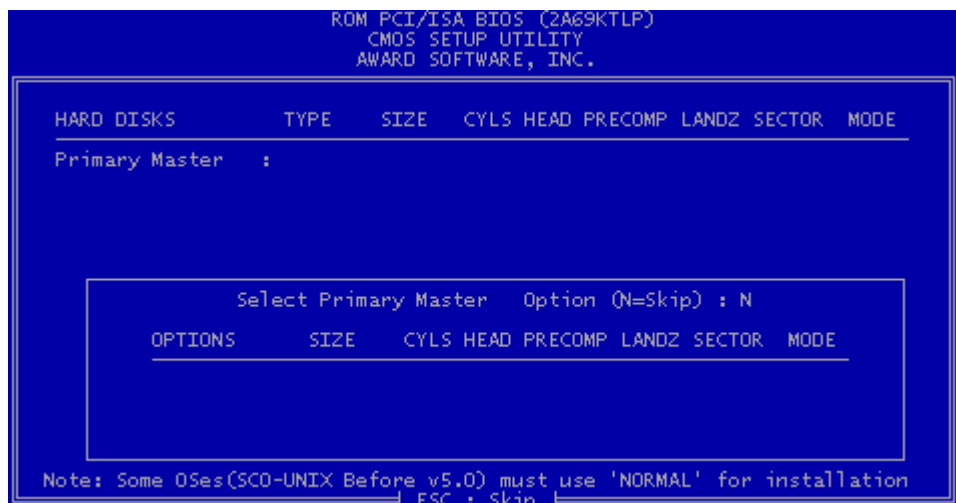 ROM PCI/ISA BIOS (2A69KTLP)
CMOS SETUP UTILITY
AWARD SOFTWARE, INC.
HARD DISKS TYPE SIZE CYLS HEAD PRECOMP LANDZ SECTOR MODE
Primary Master :
Select Primary Master Option (N=Skip) : N
OPTIONS SIZE CYLS HEAD PRECOMP LANDZ SECTOR MODE
Note: Some OSes(SCO-UNIX Before v5.0) must use 'NORMAL' for installation
ESC : Skip